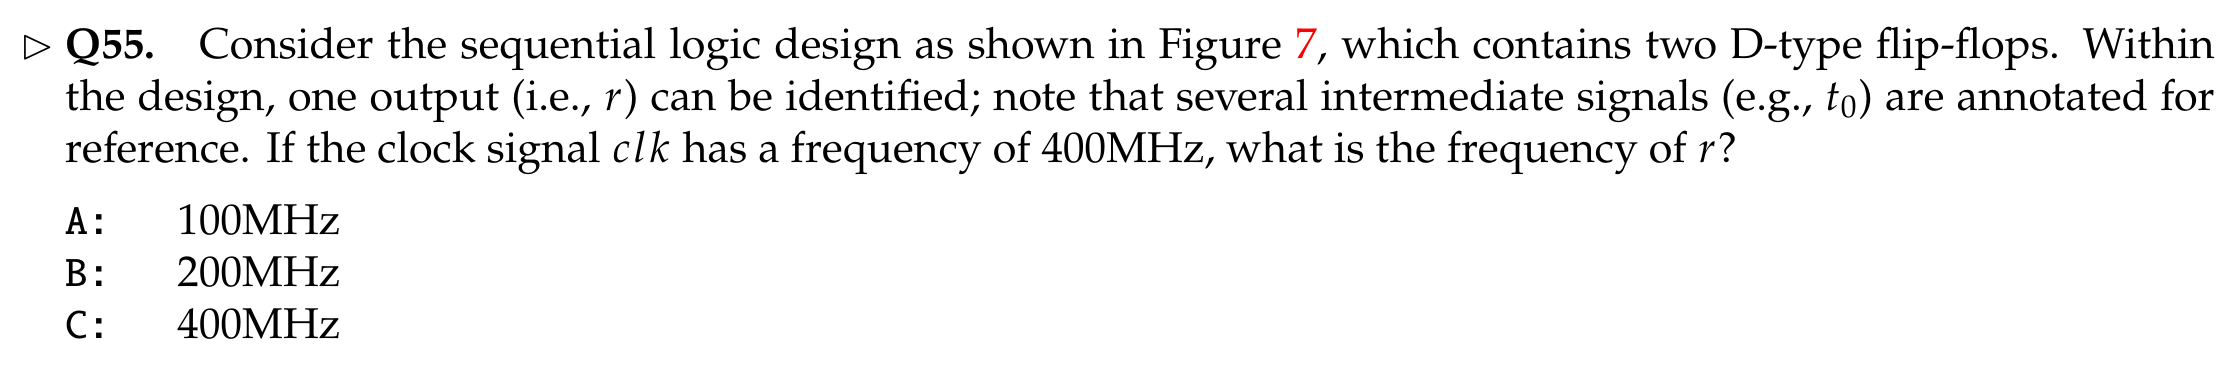 ▷ Q55. Consider the sequential logic design as shown in Figure 7, which contains two D-type flip-flops. Within
the design, one output (i.e., r) can be identified; note that several intermediate signals (e.g., t₀) are annotated for
reference. If the clock signal clk has a frequency of 400MHz, what is the frequency of r?
A: 100MHz
B: 200MHz
C: 400MHz